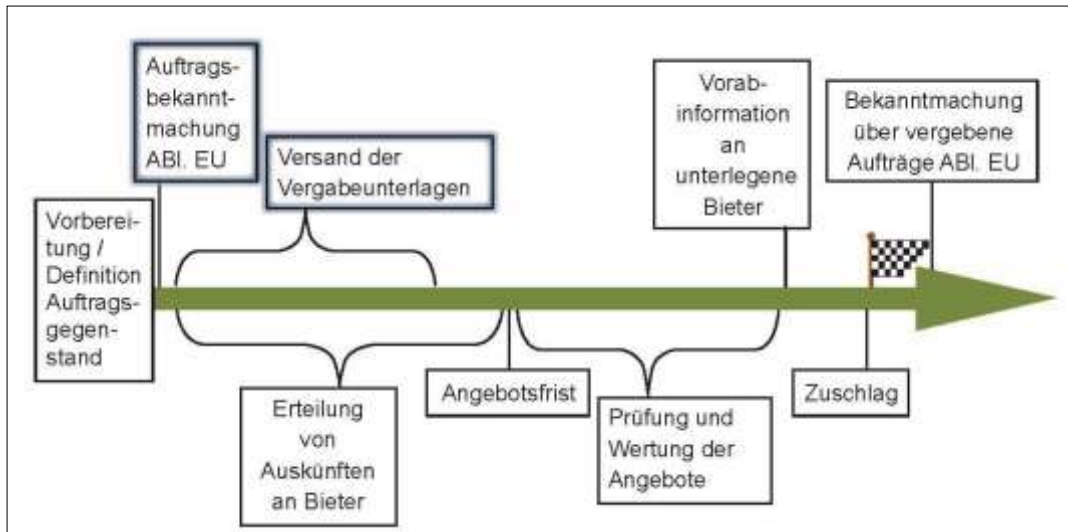 Auftrags-
bekannt-
machung
ABl. EU
Versand der
Vergabeunterlagen
Vorab-
information
an
unterlegene
Bieter
Bekanntmachung
über vergebene
Aufträge ABl. EU
Vorberei-
tung /
Definition
Auftrags-
gegen-
stand
Erteilung
von
Auskünften
an Bieter
Angebotsfrist
Prüfung und
Wertung der
Angebote
Zuschlag